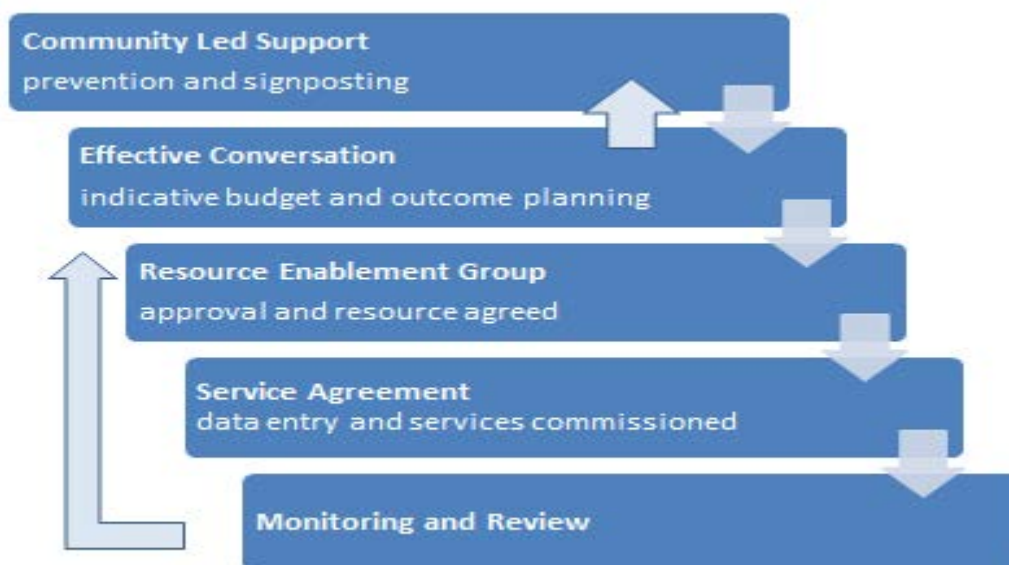 Community Led Support
prevention and signposting
Effective Conversation
indicative budget and outcome planning
Resource Enablement Group
approval and resource agreed
Service Agreement
data entry and services commissioned
Monitoring and Review